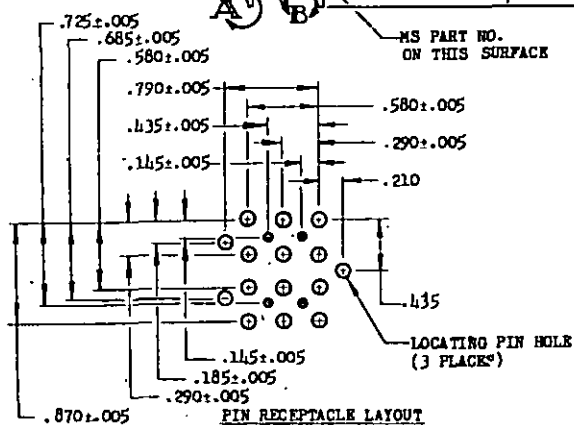 A B
.725±.005
.685±.005
.580±.005
MS PART NO.
ON THIS SURFACE
.790±.005
.580±.005
.435±.005
.290±.005
.145±.005
.210
.435
LOCATING PIN HOLE
(3 PLACES)
.145±.005
.185±.005
.290±.005
.870±.005
PIN RECEPTACLE LAYOUT